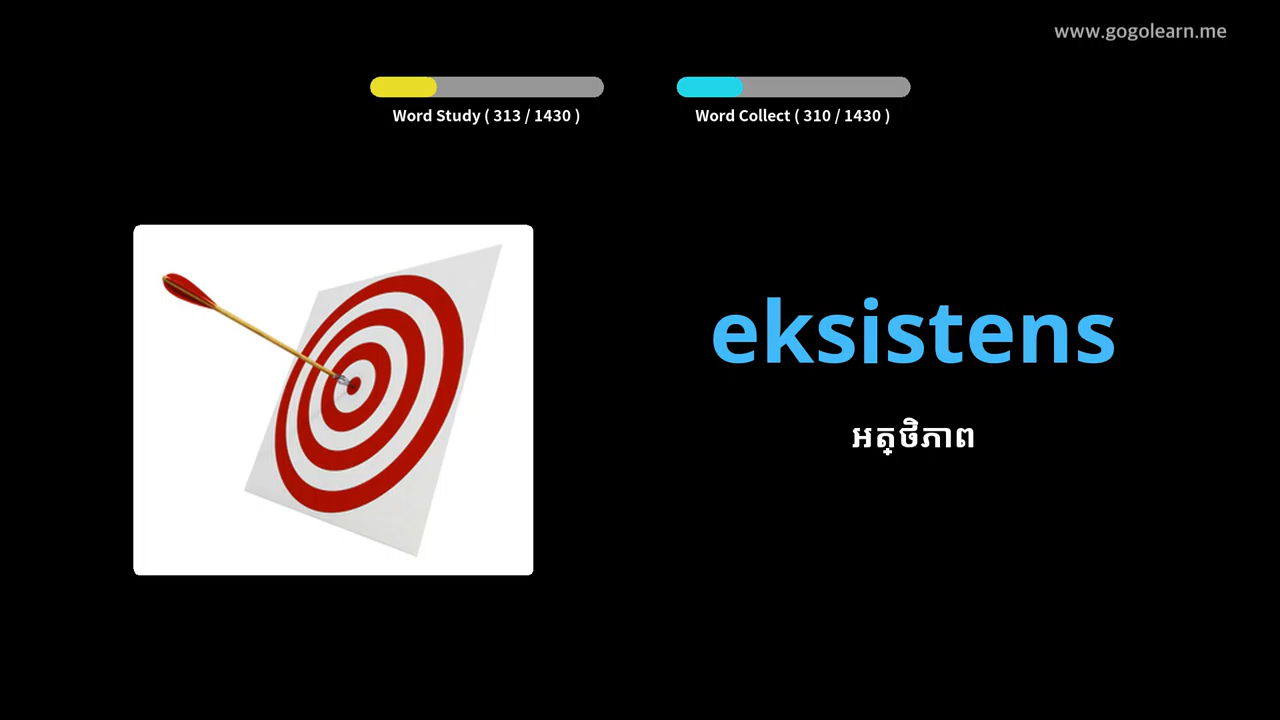 www.gogolearn.me
Word Study ( 313 / 1430 )
Word Collect ( 310 / 1430 )
eksistens
អត្ថិភាព